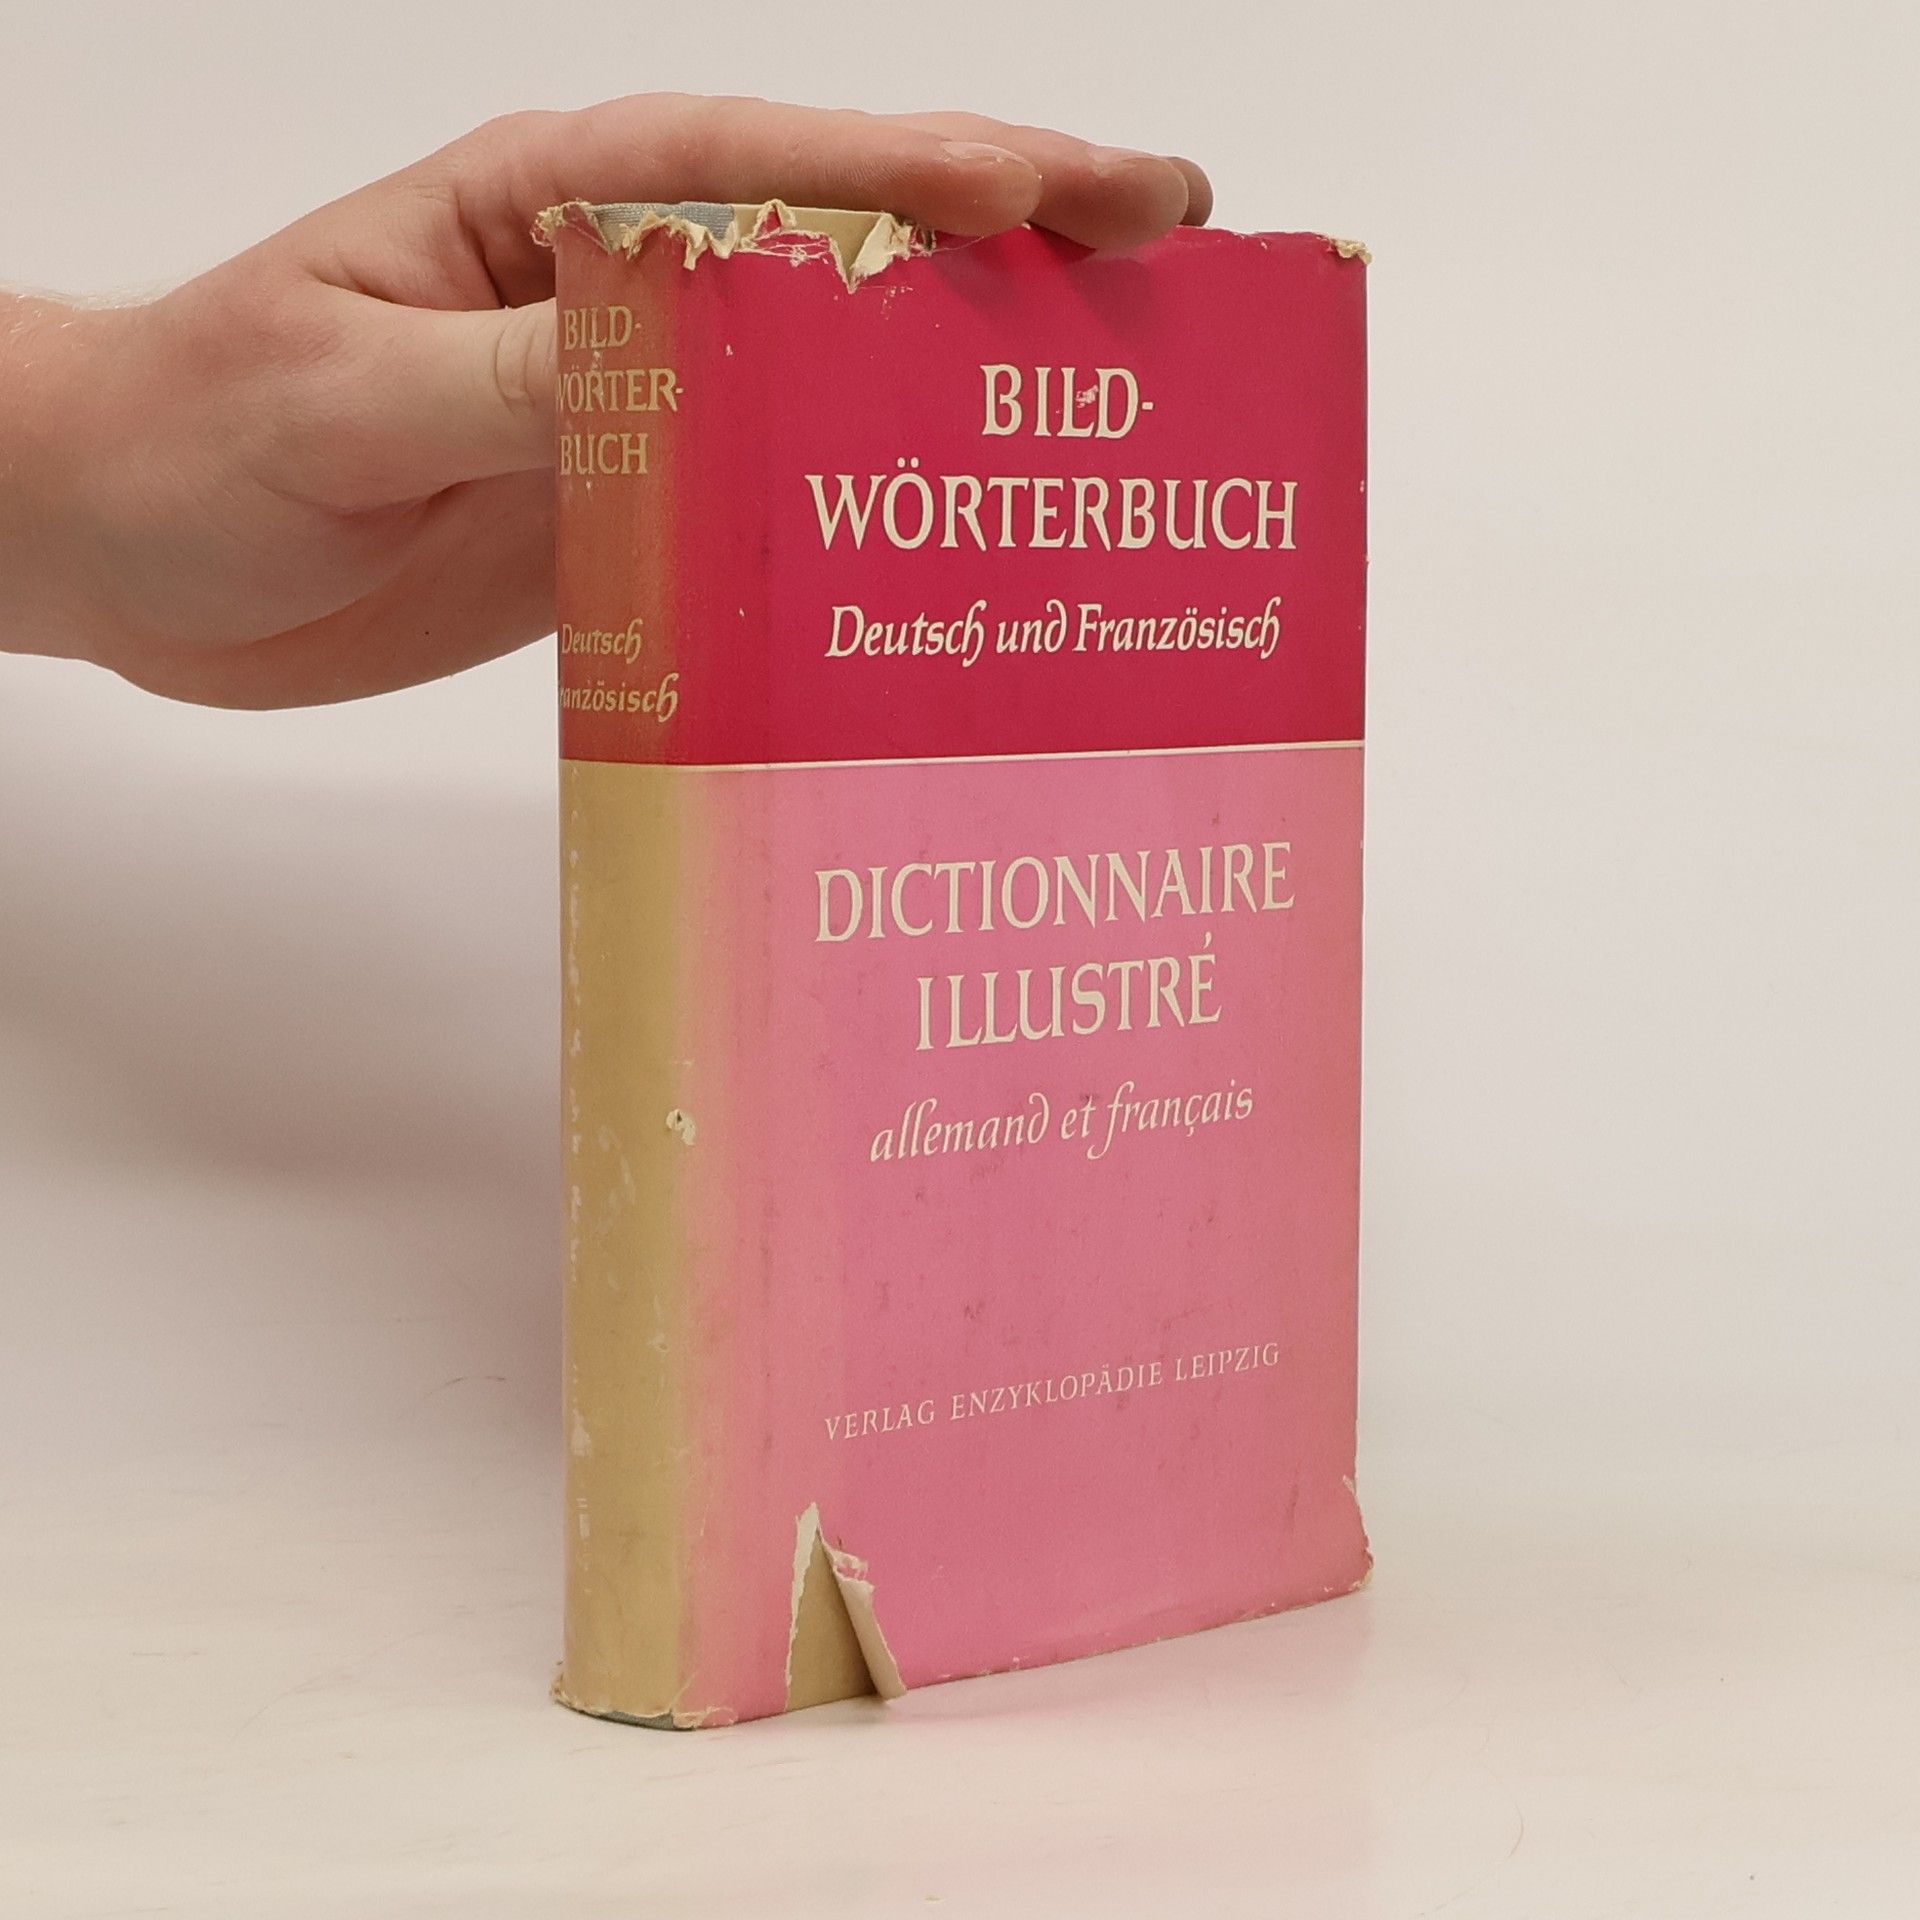 BILD-
WÖRTER-
BUCH
Deutsch
Französisch
BILD-
WÖRTERBUCH
Deutsch und Französisch
DICTIONNAIRE
ILLUSTRÉ
allemand et français
VERLAG ENZYKLOPÄDIE LEIPZIG